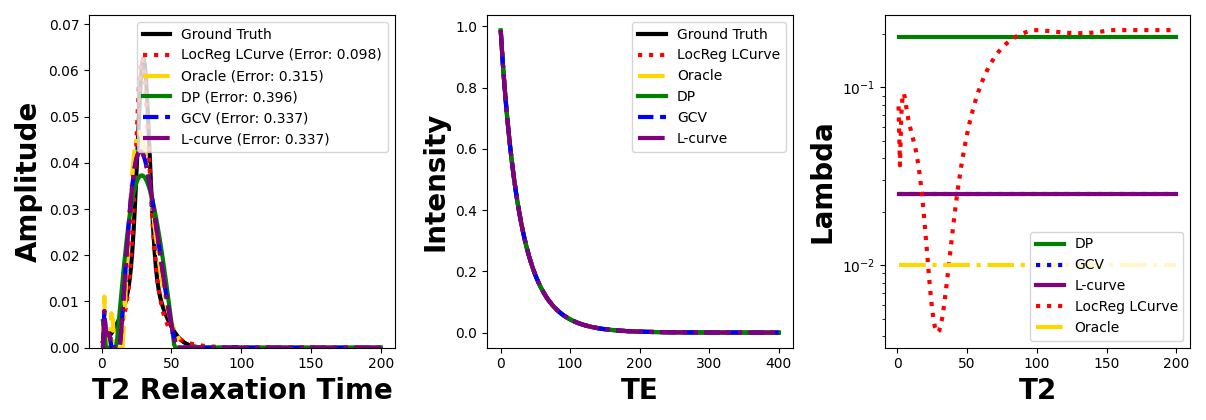 0.07
0.06
0.05
0.04
0.03
0.02
0.01
0.00
Amplitude
0
50
100
150
200
T2 Relaxation Time
Ground Truth
LocReg LCurve (Error: 0.098)
Oracle (Error: 0.315)
DP (Error: 0.396)
GCV (Error: 0.337)
L-curve (Error: 0.337)
1.0
0.8
0.6
0.4
0.2
0.0
Intensity
0
100
200
300
400
TE
Ground Truth
LocReg LCurve
Oracle
DP
GCV
L-curve
10⁻¹
10⁻²
Lambda
0
50
100
150
200
T2
DP
GCV
L-curve
LocReg LCurve
Oracle